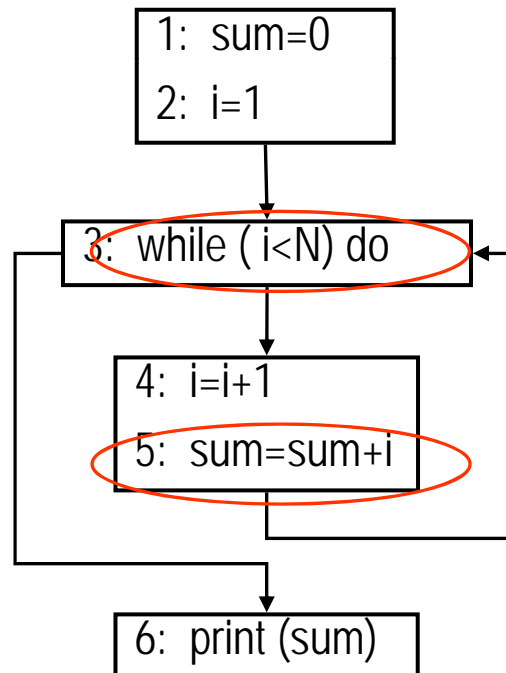 1: sum=0
2: i=1
3: while ( i<N) do
4: i=i+1
5: sum=sum+i
6: print (sum)